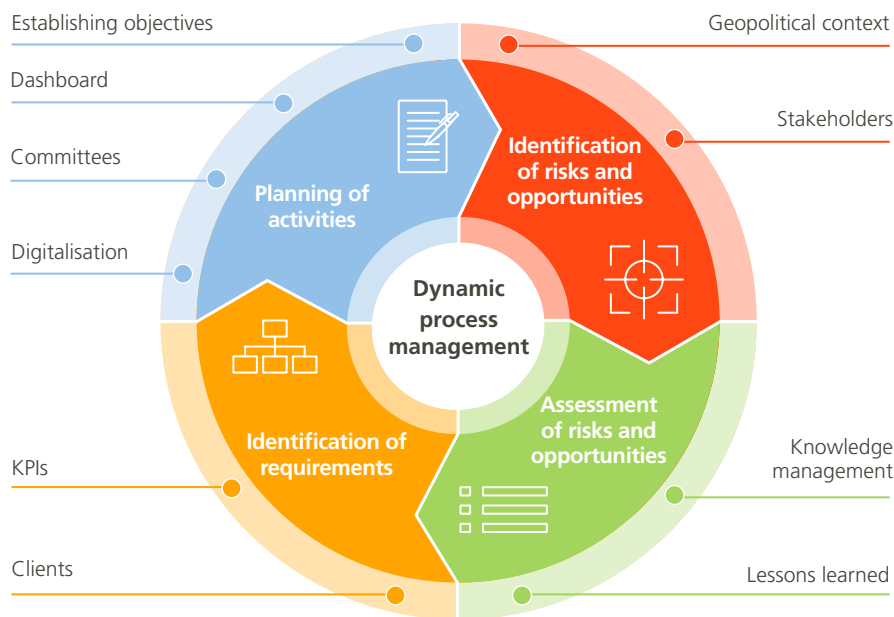 Establishing objectives
Dashboard
Committees
Digitalisation
KPIs
Clients
Geopolitical context
Stakeholders
Knowledge
management
Lessons learned
Planning of
activities
Identification
of risks and
opportunities
Dynamic
process
management
Identification of
requirements
Assessment
of risks and
opportunities